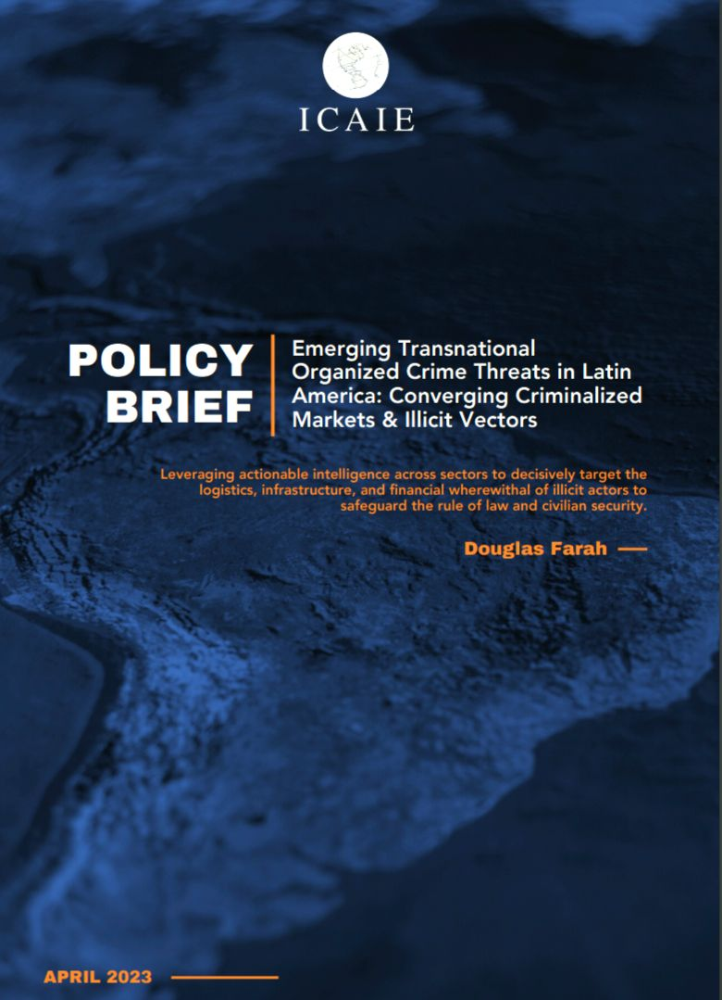 ICAIE
POLICY
BRIEF
Emerging Transnational
Organized Crime Threats in Latin
America: Converging Criminalized
Markets & Illicit Vectors
Leveraging actionable intelligence across sectors to decisively target the
logistics, infrastructure, and financial wherewithal of illicit actors to
safeguard the rule of law and civilian security.
Douglas Farah
APRIL 2023